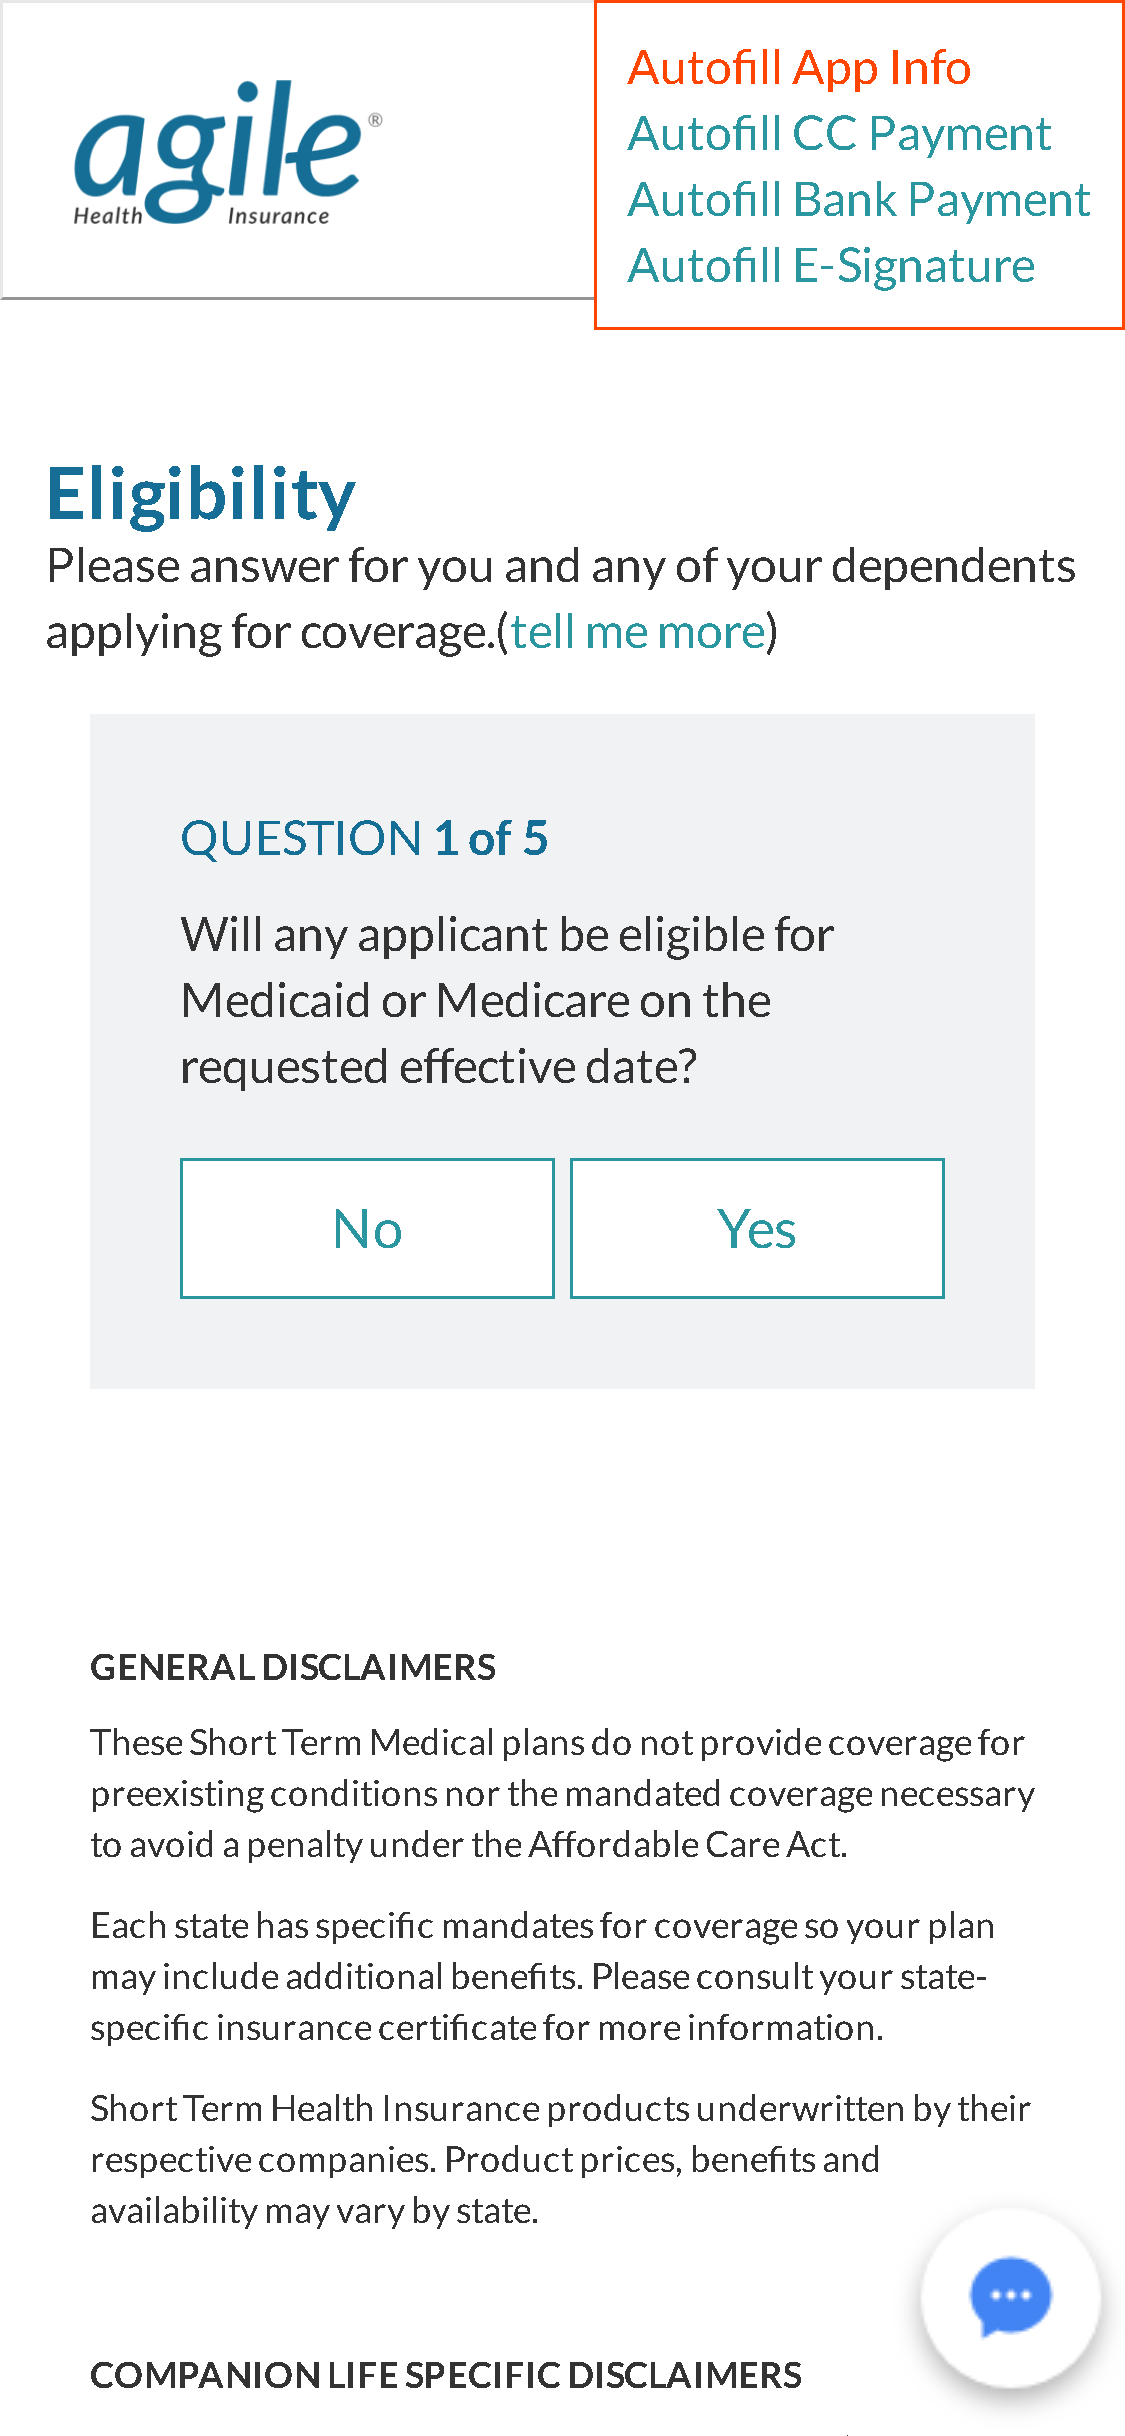 agile®
Health Insurance
Autofill App Info
Autofill CC Payment
Autofill Bank Payment
Autofill E-Signature
Eligibility
Please answer for you and any of your dependents
applying for coverage.(tell me more)
QUESTION 1 of 5
Will any applicant be eligible for
Medicaid or Medicare on the
requested effective date?
No
Yes
GENERAL DISCLAIMERS
These Short Term Medical plans do not provide coverage for
preexisting conditions nor the mandated coverage necessary
to avoid a penalty under the Affordable Care Act.
Each state has specific mandates for coverage so your plan
may include additional benefits. Please consult your state-
specific insurance certificate for more information.
Short Term Health Insurance products underwritten by their
respective companies. Product prices, benefits and
availability may vary by state.
COMPANION LIFE SPECIFIC DISCLAIMERS